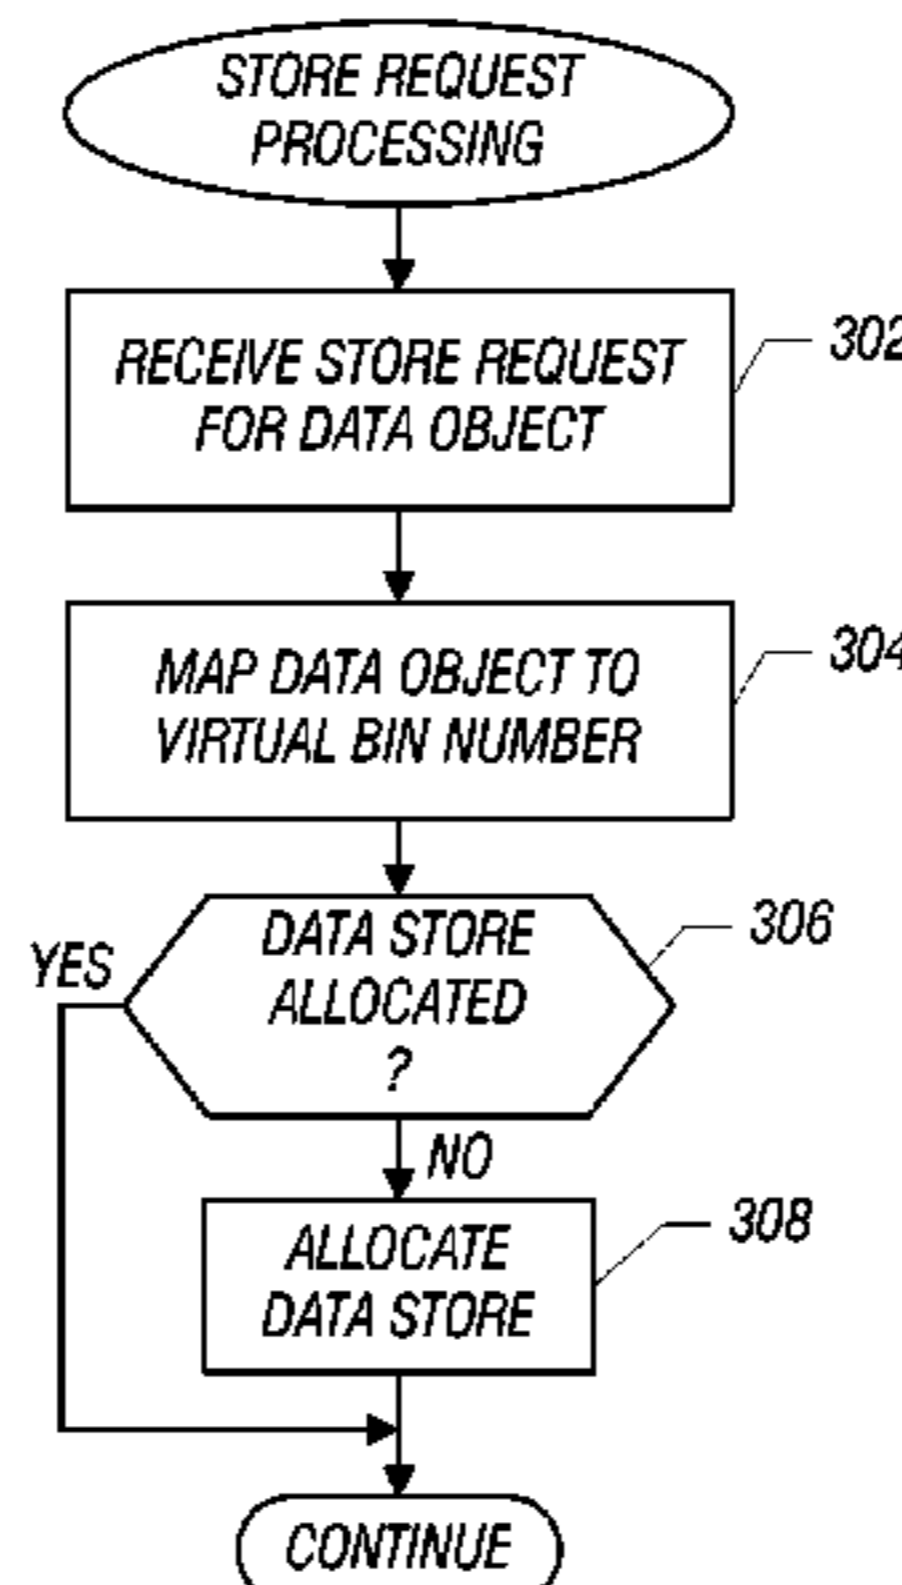 STORE REQUEST
PROCESSING
RECEIVE STORE REQUEST
FOR DATA OBJECT
302
MAP DATA OBJECT TO
VIRTUAL BIN NUMBER
304
DATA STORE
ALLOCATED
?
306
YES
NO
ALLOCATE
DATA STORE
308
CONTINUE